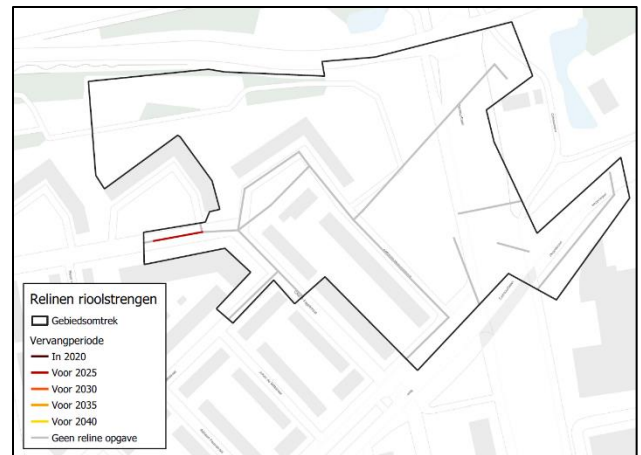 Relinen rioolstrengen
Gebiedsomtrek
Vervangperiode
In 2020
Voor 2025
Voor 2030
Voor 2035
Voor 2040
Geen reline opgave